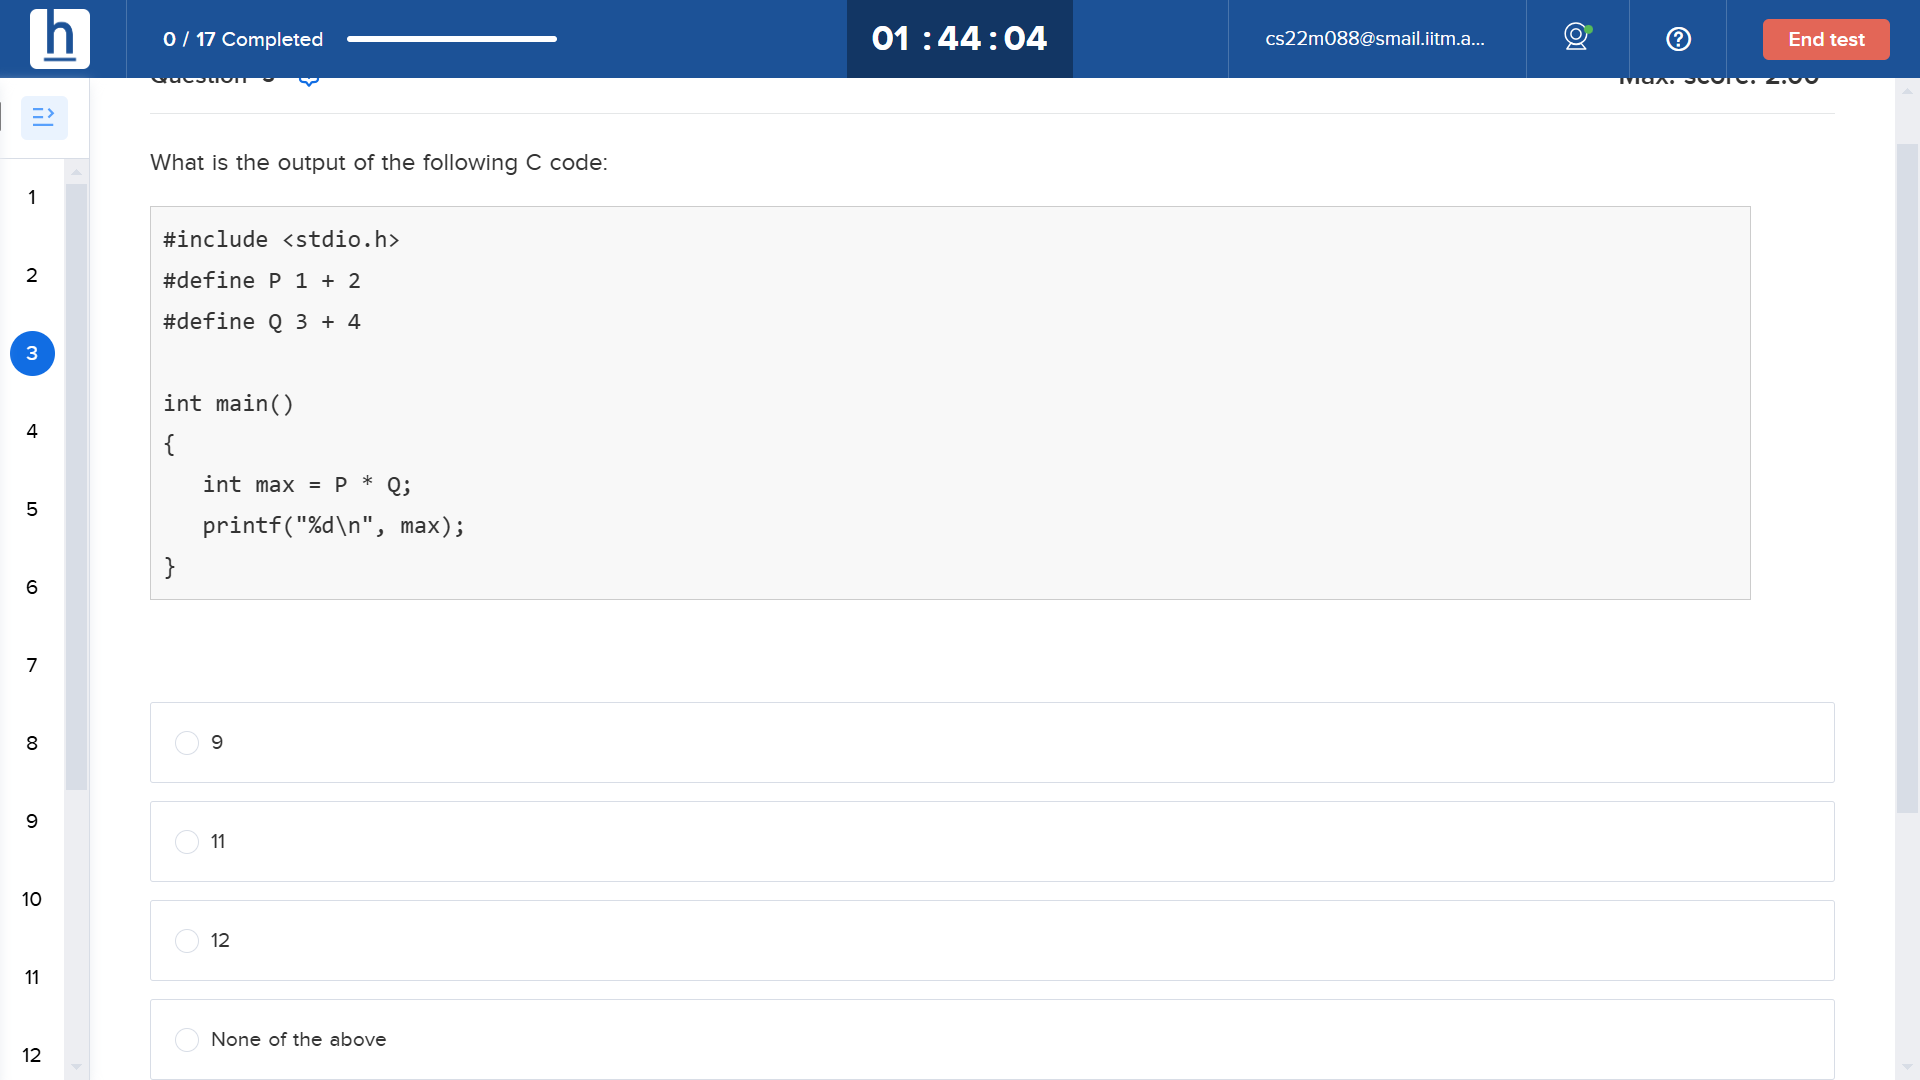 h
0 / 17 Completed
01 : 44 : 04
cs22m088@smail.iitm.a...
End test
Question 3
Max. score: 2.00
What is the output of the following C code:
#include <stdio.h>
#define P 1 + 2
#define Q 3 + 4
int main()
{
int max = P * Q;
printf("%d\n", max);
}
9
11
12
None of the above
1
2
3
4
5
6
7
8
9
10
11
12